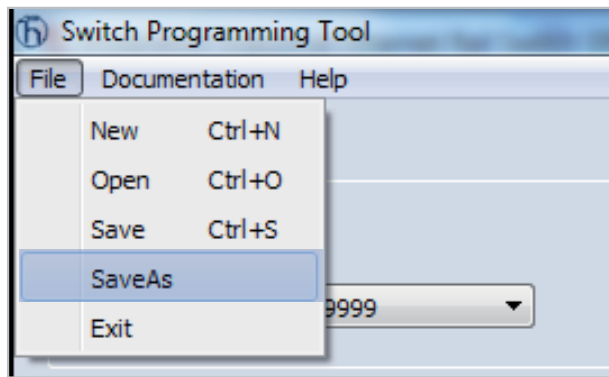 Switch Programming Tool
File Documentation Help
New Ctrl+N
Open Ctrl+O
Save Ctrl+S
SaveAs
9999
Exit